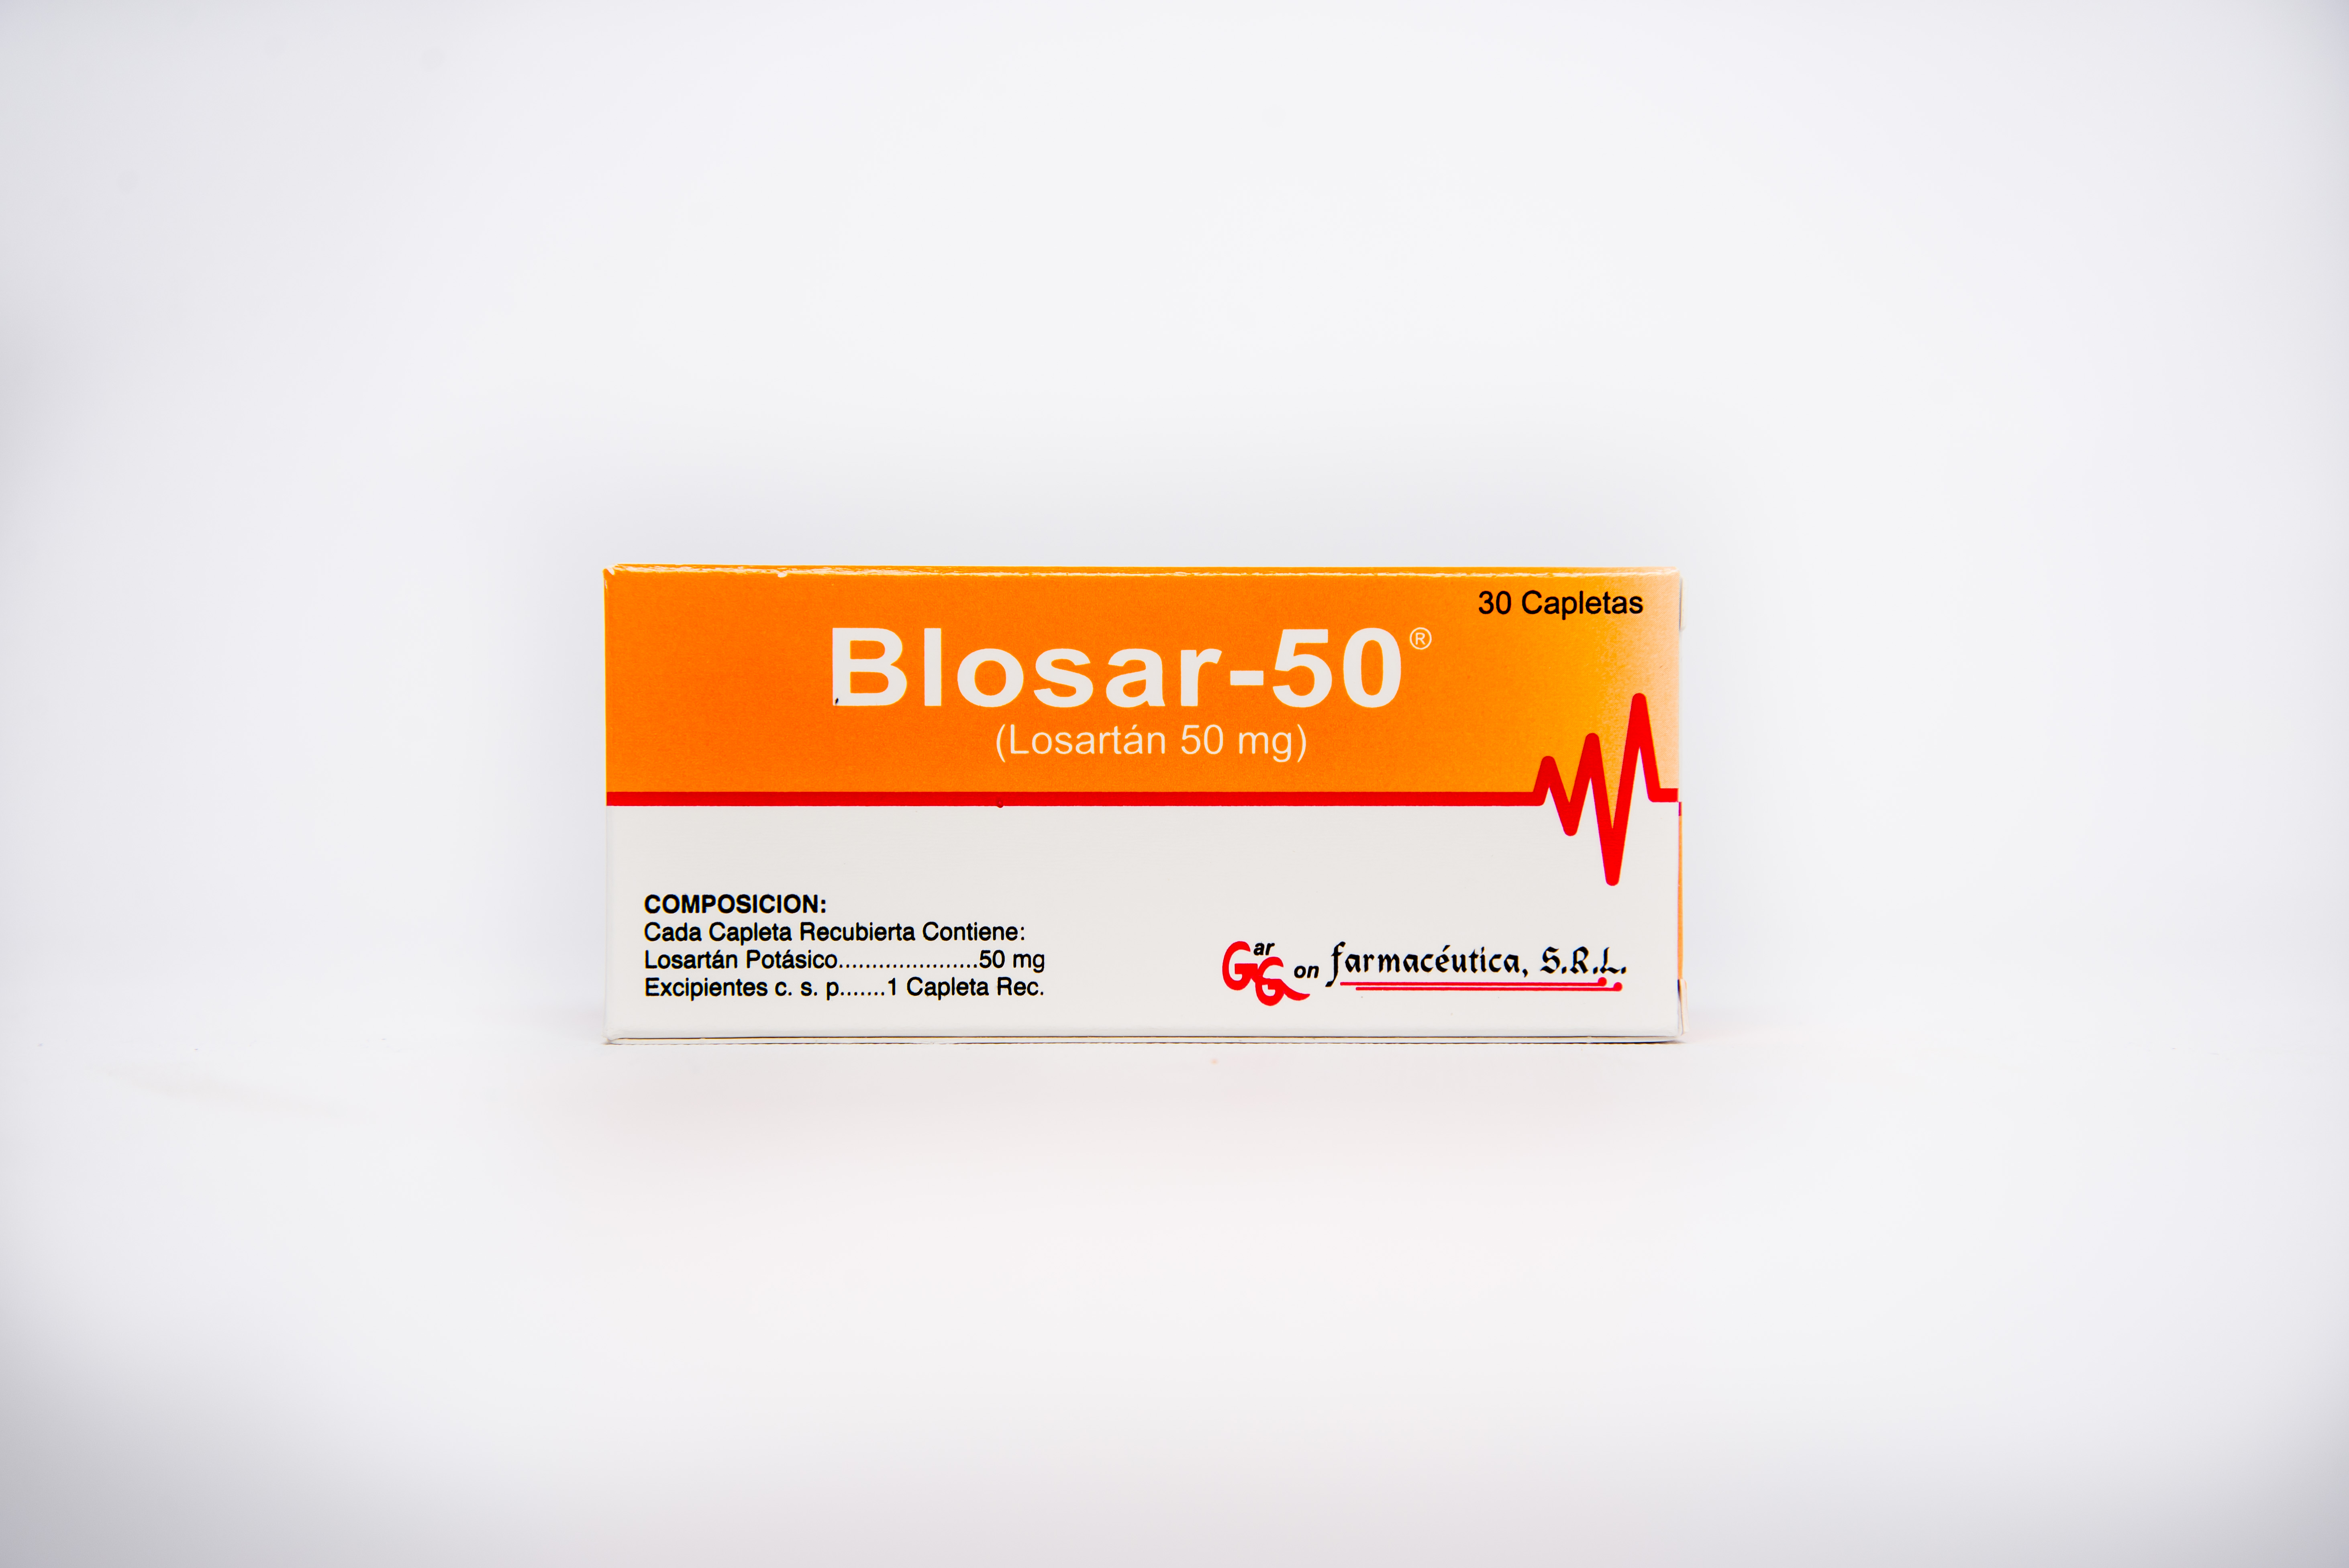 30 Capletas
Blosar-50®
(Losartán 50 mg)
COMPOSICION:
Cada Capleta Recubierta Contiene:
Losartán Potásico.....................50 mg
Excipientes c. s. p.......1 Capleta Rec.
GarGon farmacéutica, S.R.L.